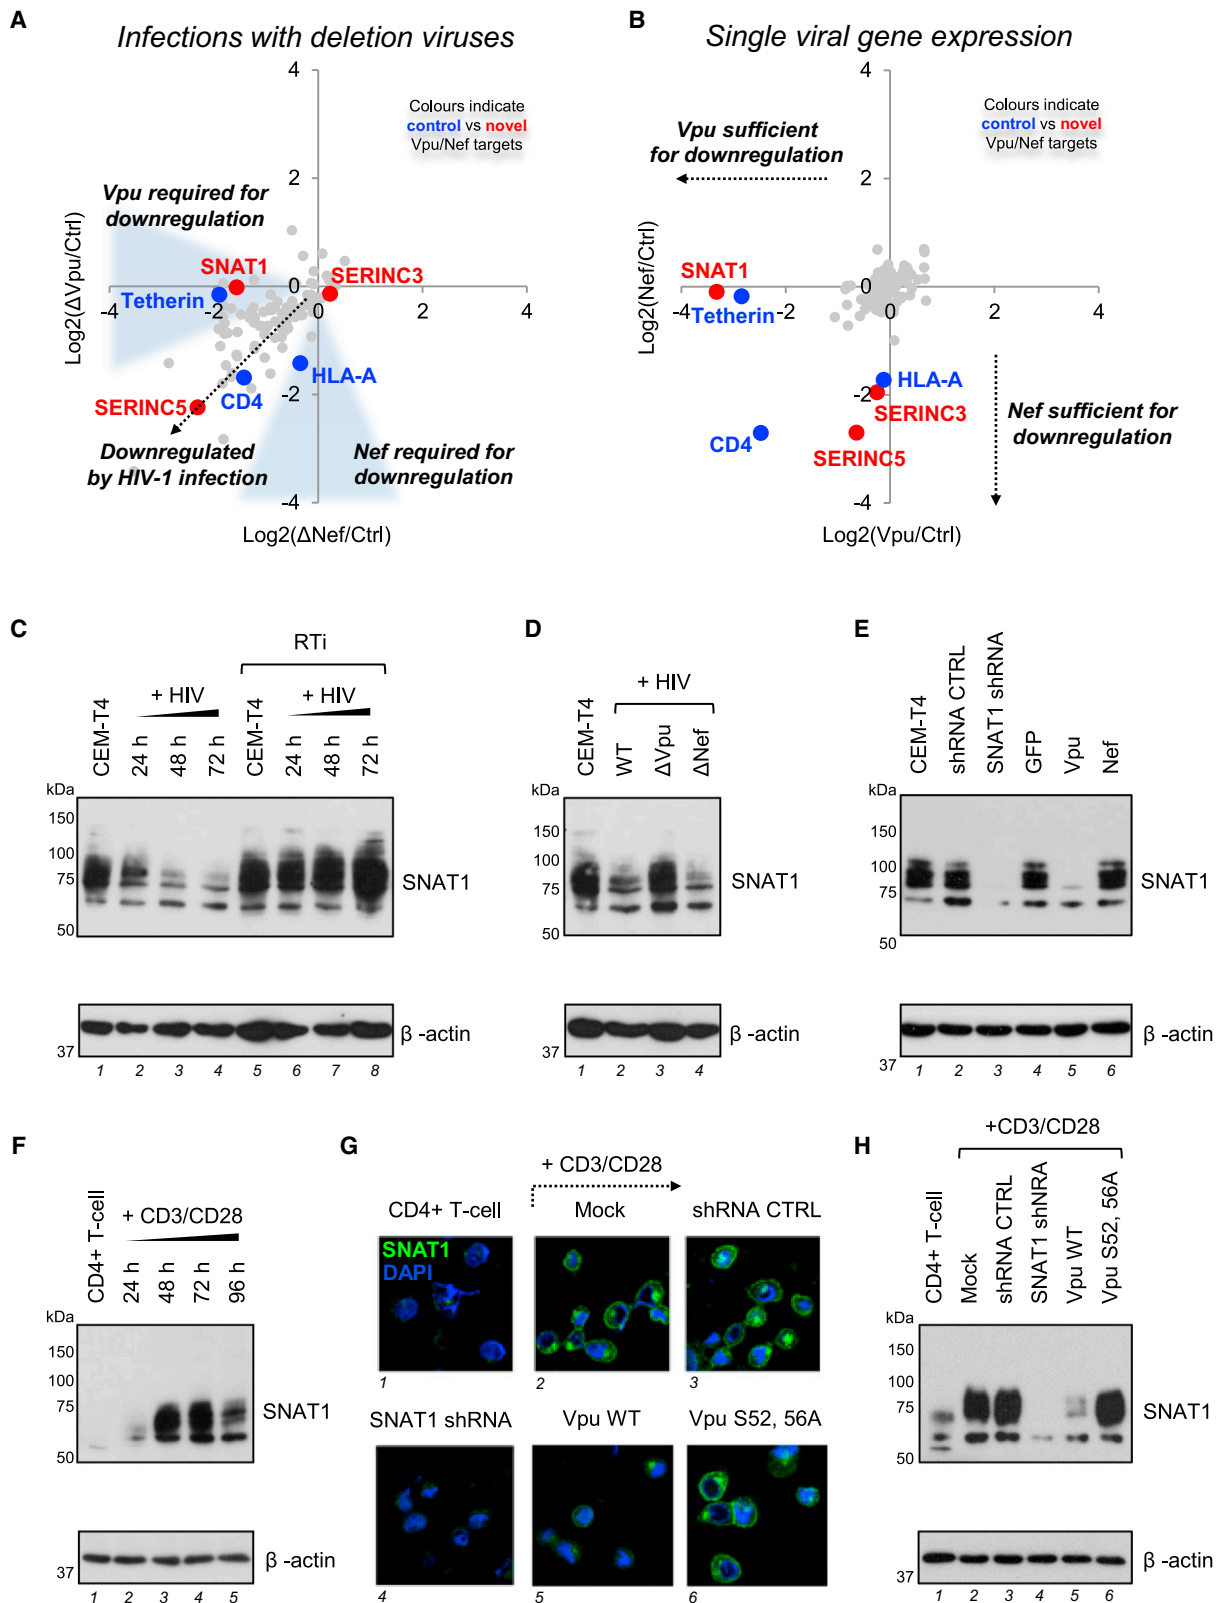 A
Infections with deletion viruses
4
Colours indicate
control vs novel
Vpu/Nef targets
2
Vpu required for
downregulation
Log2(ΔVpu/Ctrl)
SNAT1
SERINC3
Tetherin
-4
-2
0
0
2
4
HLA-A
CD4
-2
SERINC5
Downregulated
by HIV-1 infection
Nef required for
downregulation
-4
Log2(ΔNef/Ctrl)
B
Single viral gene expression
4
Colours indicate
control vs novel
Vpu/Nef targets
Vpu sufficient
for downregulation
2
Log2(Nef/Ctrl)
SNAT1
Tetherin
-4
-2
0
0
2
4
HLA-A
-2
SERINC3
CD4
SERINC5
Nef sufficient for
downregulation
-4
Log2(Vpu/Ctrl)
C
RTi
+ HIV
+ HIV
CEM-T4
24 h
48 h
72 h
CEM-T4
24 h
48 h
72 h
kDa
150
100
75
50
SNAT1
37
β -actin
1 2 3 4 5 6 7 8
D
+ HIV
CEM-T4
WT
ΔVpu
ΔNef
kDa
150
100
75
50
SNAT1
37
β -actin
1 2 3 4
E
CEM-T4
shRNA CTRL
SNAT1 shRNA
GFP
Vpu
Nef
kDa
150
100
75
50
SNAT1
37
β -actin
1 2 3 4 5 6
F
+ CD3/CD28
CD4+ T-cell
24 h
48 h
72 h
96 h
kDa
150
100
75
50
SNAT1
37
β -actin
1 2 3 4 5
G
+ CD3/CD28
CD4+ T-cell
Mock
shRNA CTRL
SNAT1
DAPI
1 2 3
SNAT1 shRNA
Vpu WT
Vpu S52, 56A
4 5 6
H
+CD3/CD28
CD4+ T-cell
Mock
shRNA CTRL
SNAT1 shNRA
Vpu WT
Vpu S52, 56A
kDa
150
100
75
50
SNAT1
37
β -actin
1 2 3 4 5 6